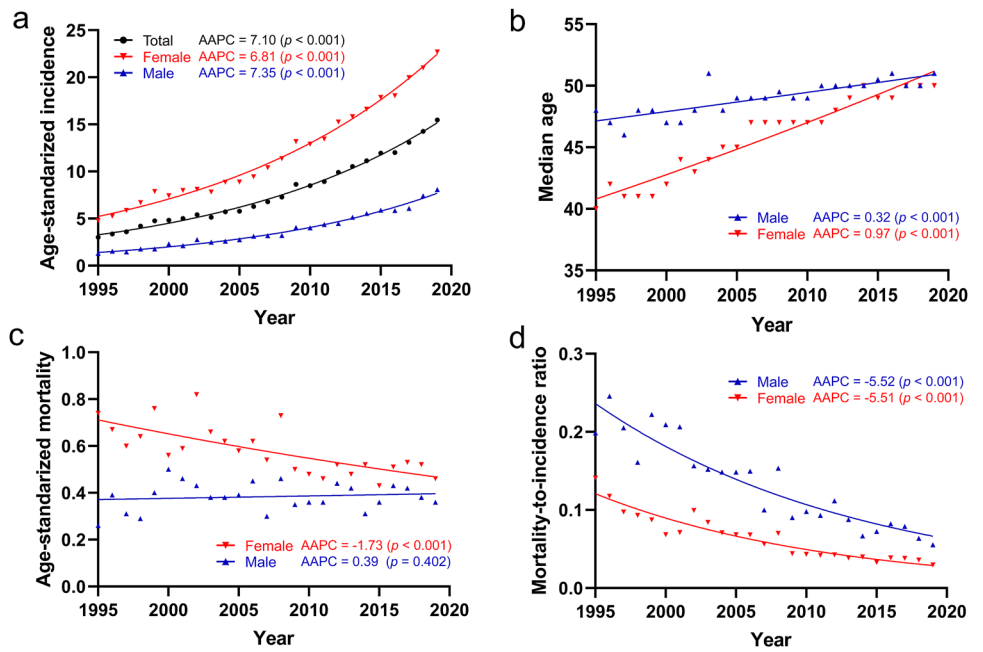 a
Age-standarized incidence
25
20
15
10
5
0
Total AAPC = 7.10 (p < 0.001)
Female AAPC = 6.81 (p < 0.001)
Male AAPC = 7.35 (p < 0.001)
1995 2000 2005 2010 2015 2020
Year
b
Median age
55
50
45
40
35
Male AAPC = 0.32 (p < 0.001)
Female AAPC = 0.97 (p < 0.001)
1995 2000 2005 2010 2015 2020
Year
c
Age-standarized mortality
1.0
0.8
0.6
0.4
0.2
0.0
Female AAPC = -1.73 (p < 0.001)
Male AAPC = 0.39 (p = 0.402)
1995 2000 2005 2010 2015 2020
Year
d
Mortality-to-incidence ratio
0.3
0.2
0.1
0.0
Male AAPC = -5.52 (p < 0.001)
Female AAPC = -5.51 (p < 0.001)
1995 2000 2005 2010 2015 2020
Year